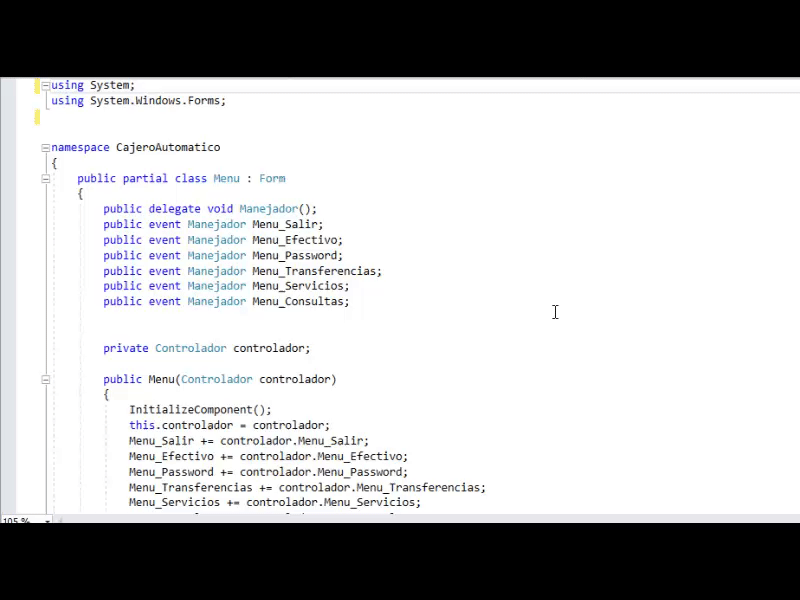 using System;
using System.Windows.Forms;
namespace CajeroAutomatico
{
public partial class Menu : Form
{
public delegate void Manejador();
public event Manejador Menu_Salir;
public event Manejador Menu_Efectivo;
public event Manejador Menu_Password;
public event Manejador Menu_Transferencias;
public event Manejador Menu_Servicios;
public event Manejador Menu_Consultas;
private Controlador controlador;
public Menu(Controlador controlador)
{
InitializeComponent();
this.controlador = controlador;
Menu_Salir += controlador.Menu_Salir;
Menu_Efectivo += controlador.Menu_Efectivo;
Menu_Password += controlador.Menu_Password;
Menu_Transferencias += controlador.Menu_Transferencias;
Menu_Servicios += controlador.Menu_Servicios;
105 %